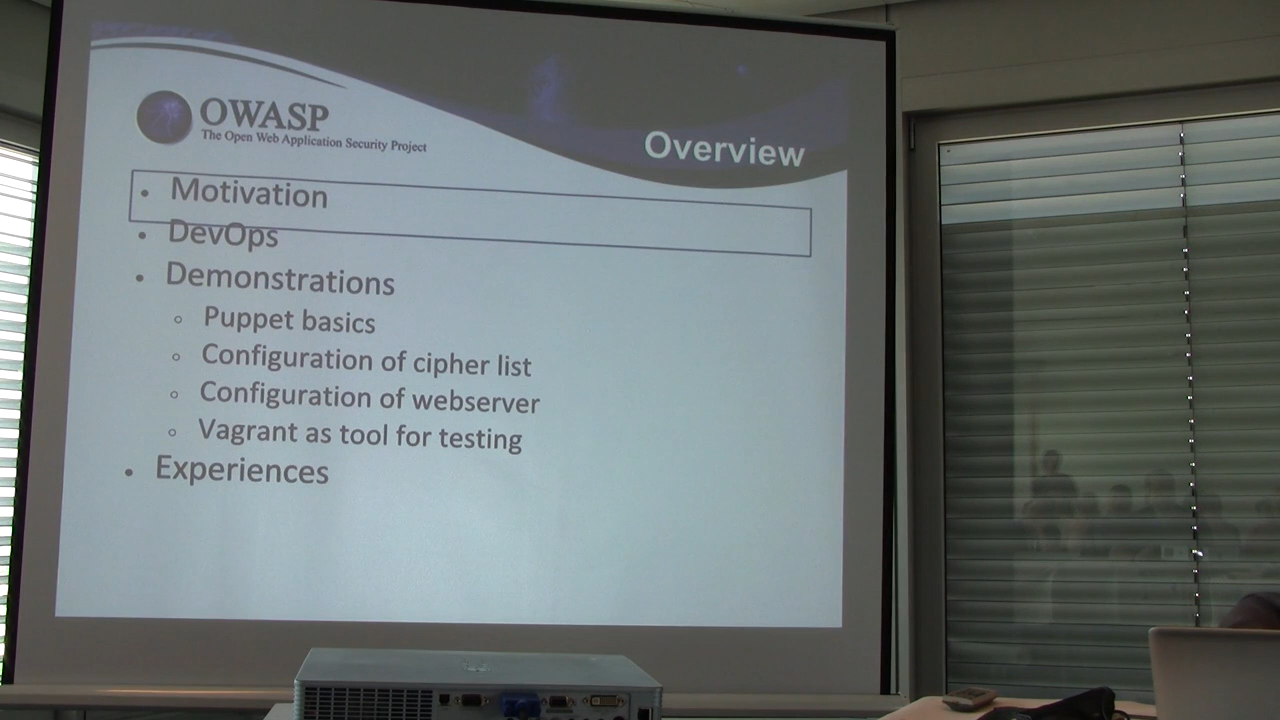 OWASP
The Open Web Application Security Project
Overview
• Motivation
• DevOps
• Demonstrations
○ Puppet basics
○ Configuration of cipher list
○ Configuration of webserver
○ Vagrant as tool for testing
• Experiences